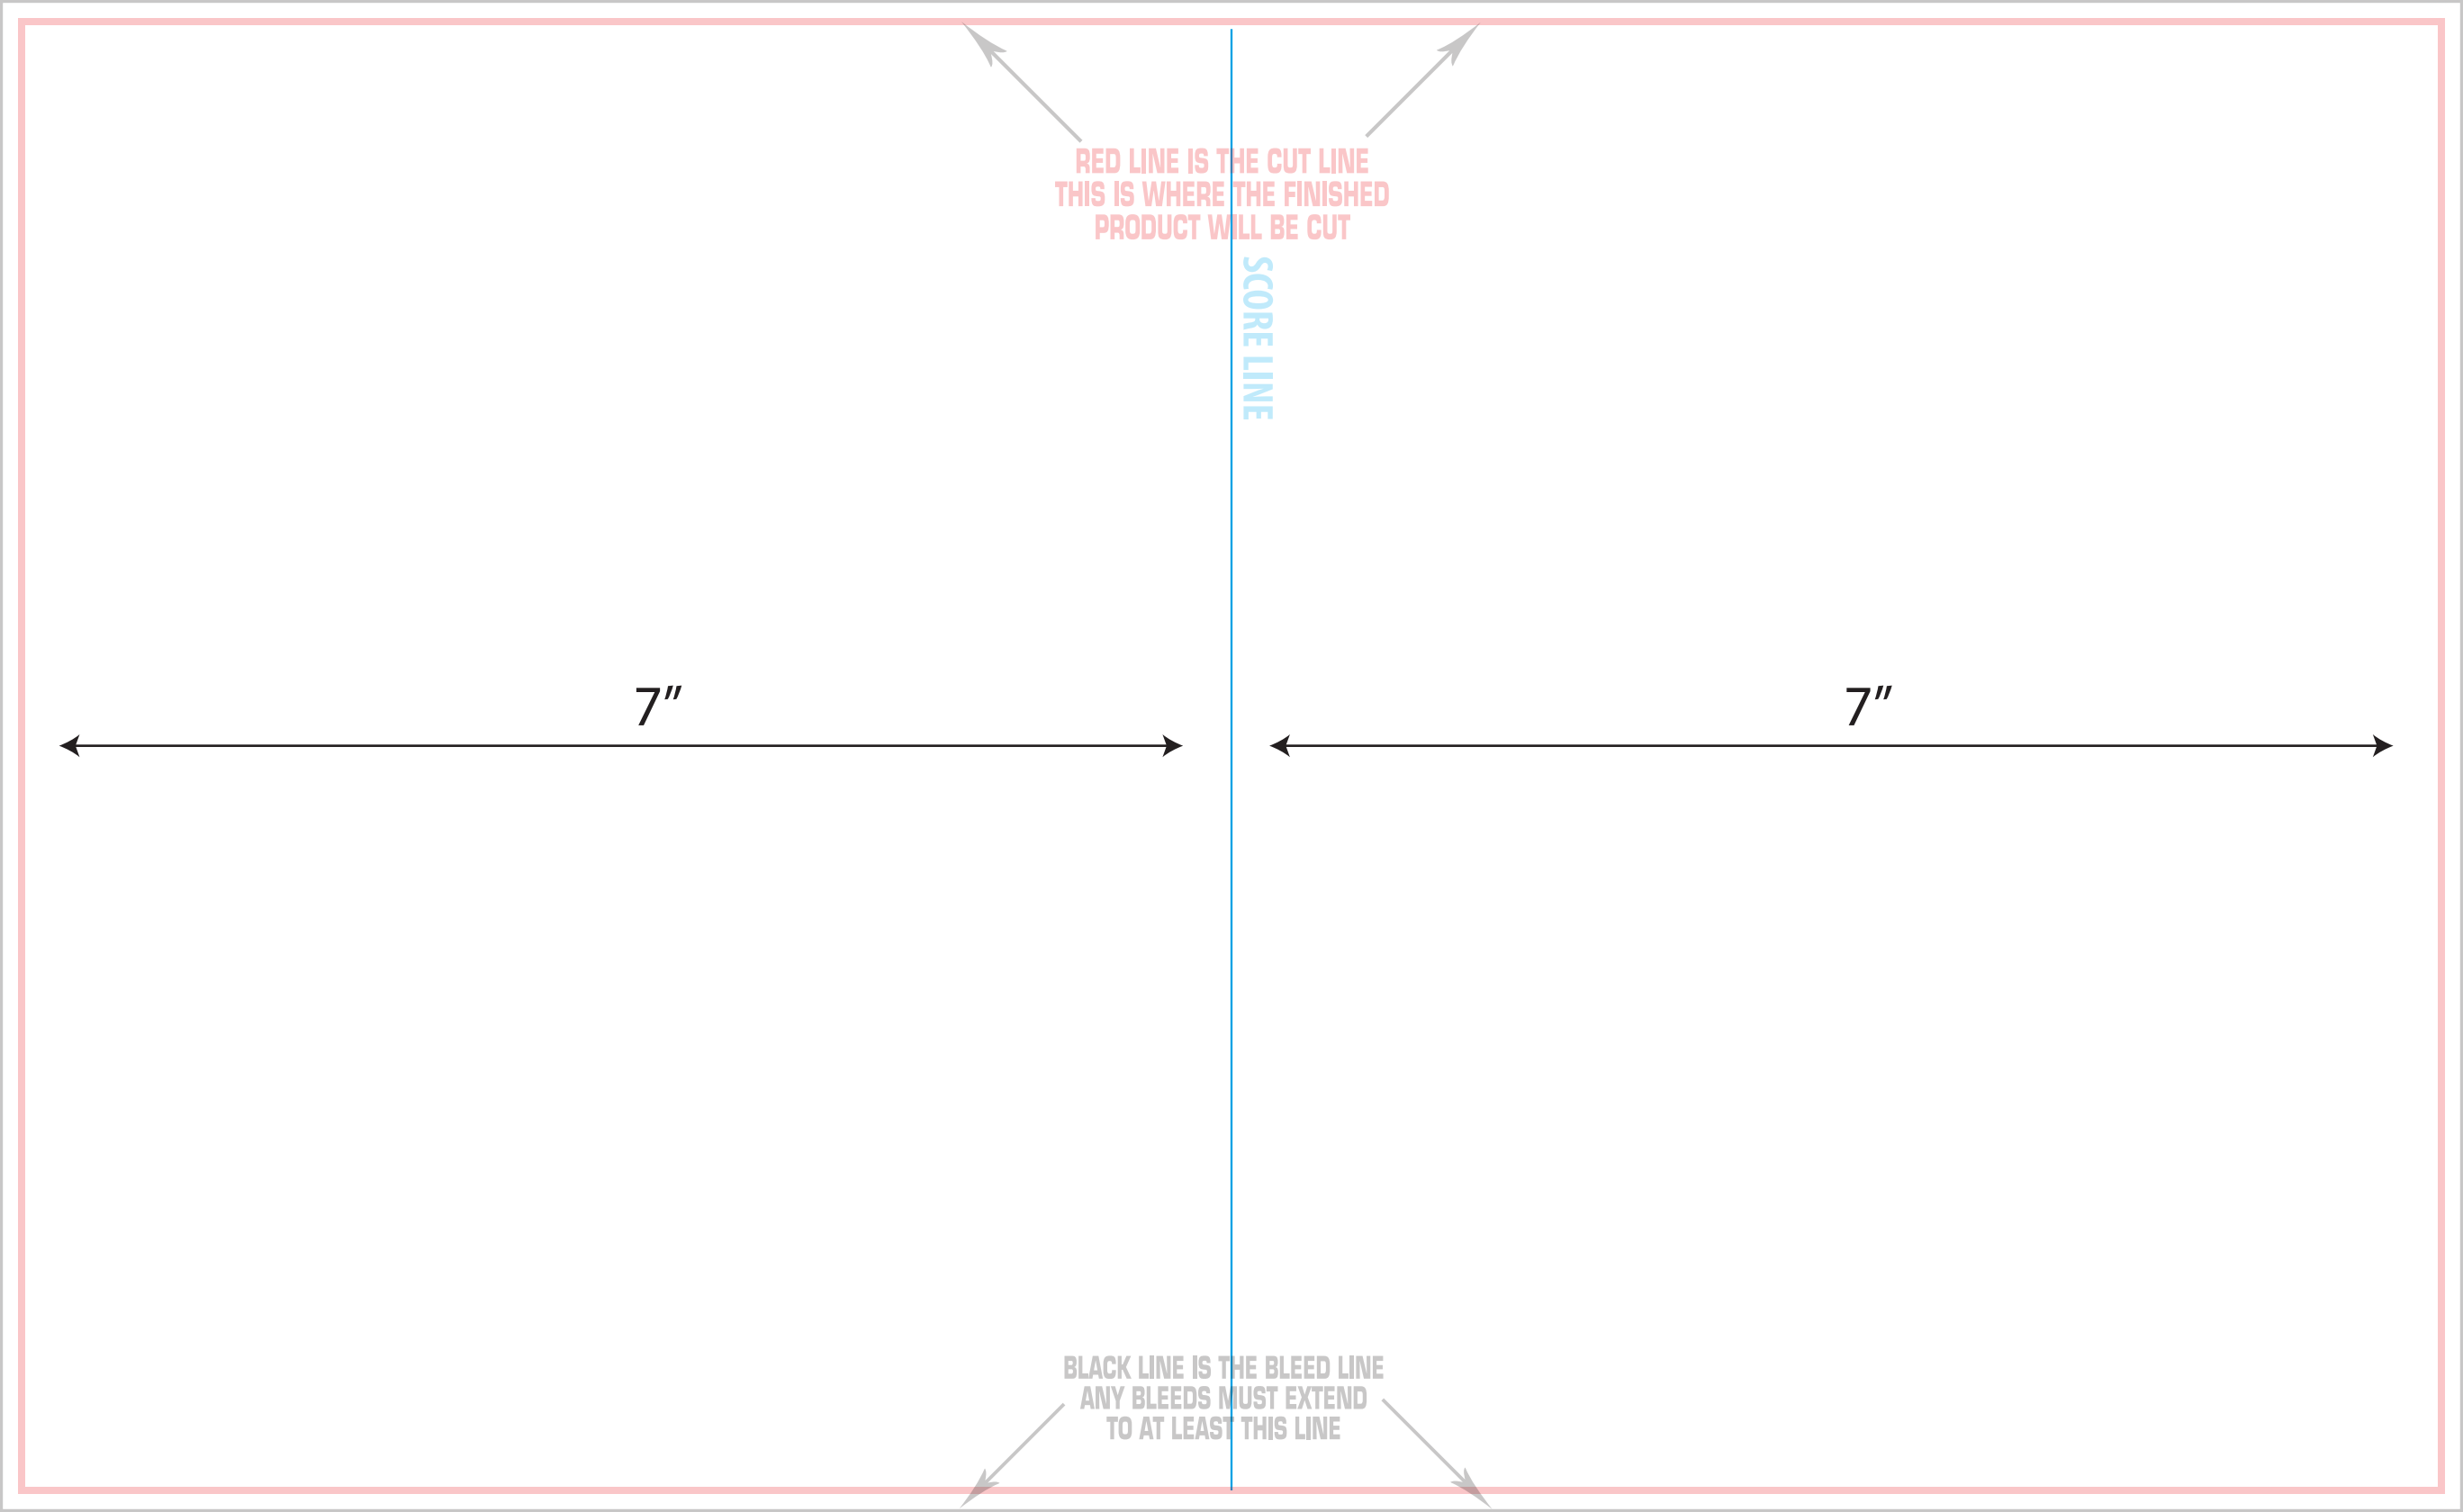 RED LINE IS THE CUT LINE
THIS IS WHERE THE FINISHED
PRODUCT WILL BE CUT
SCORE LINE
7"
7"
BLACK LINE IS THE BLEED LINE
ANY BLEEDS MUST EXTEND
TO AT LEAST THIS LINE